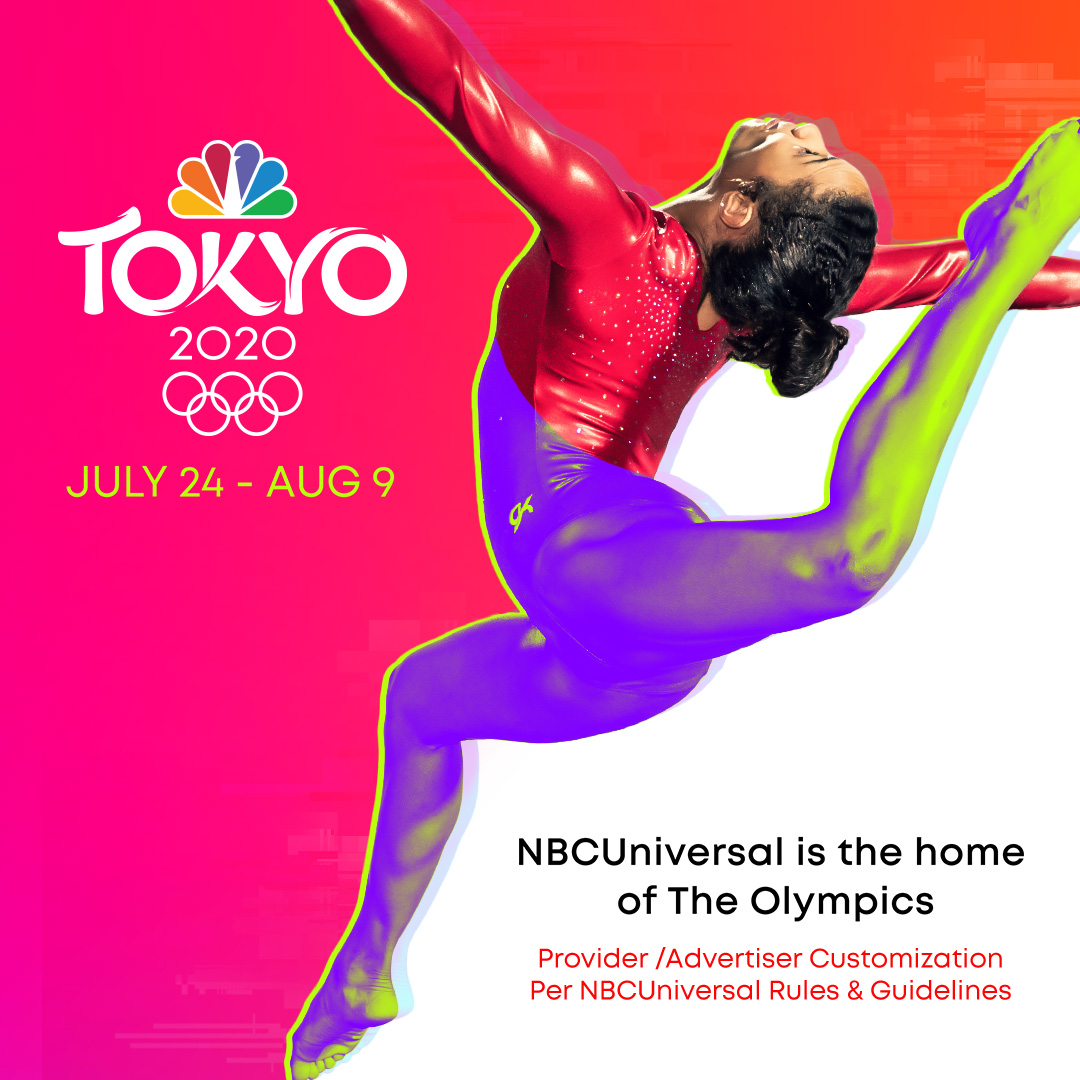 TOKYO
2020
JULY 24 - AUG 9
GK
NBCUniversal is the home
of The Olympics
Provider /Advertiser Customization
Per NBCUniversal Rules & Guidelines